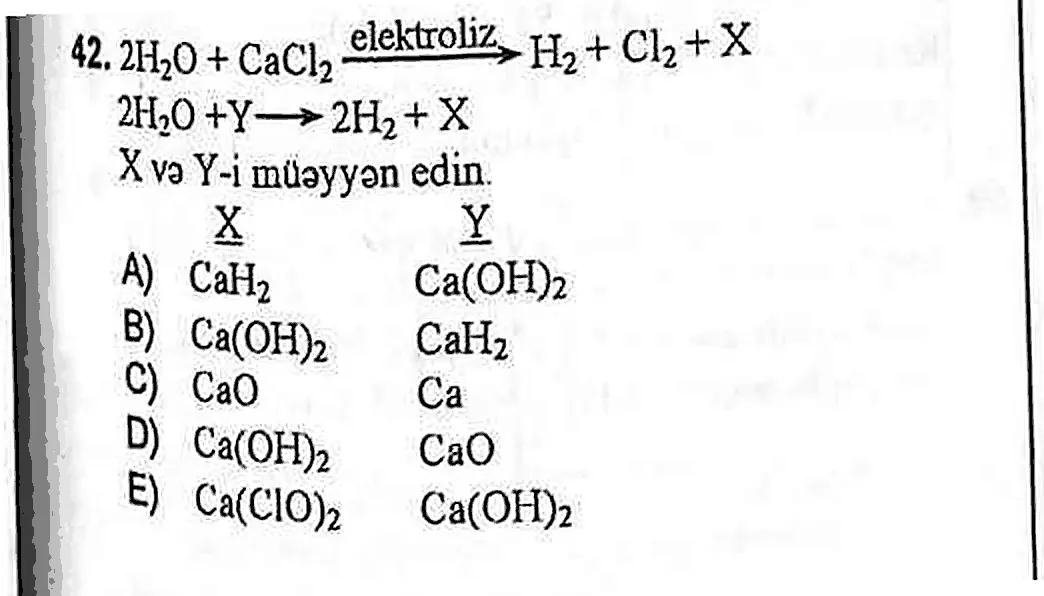 42. 2H₂O + CaCl₂ elektroliz→ H₂ + Cl₂ + X
2H₂O +Y → 2H₂ + X
X və Y-i müəyyən edin.
X Y
A) CaH₂ Ca(OH)₂
B) Ca(OH)₂ CaH₂
C) CaO Ca
D) Ca(OH)₂ CaO
E) Ca(ClO)₂ Ca(OH)₂